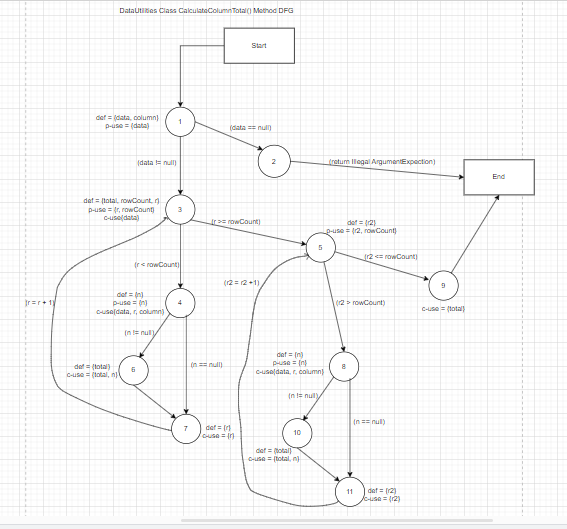 DataUtilities Class CalculateColumnTotal() Method DFG
Start
def = {data, column}
p-use = {data}
1
(data == null)
2
(data != null)
(return Illegal ArgumentExpection)
End
def = {total, rowCount, r}
p-use = {r, rowCount}
c-use{data}
3
(r >= rowCount)
def = {r2}
p-use = {r2, rowCount}
5
(r2 <= rowCount)
(r < rowCount)
(r2 = r2 +1)
9
c-use = {total}
(r = r + 1)
def = {n}
p-use = {n}
c-use{data, r, column}
4
(r2 > rowCount)
(n != null)
(n == null)
def = {n}
p-use = {n}
c-use{data, r, column}
8
def = {total}
c-use = {total, n}
6
(n != null)
(n == null)
7
def = {r}
c-use = {r}
10
def = {total}
c-use = {total, n}
11
def = {r2}
c-use = {r2}